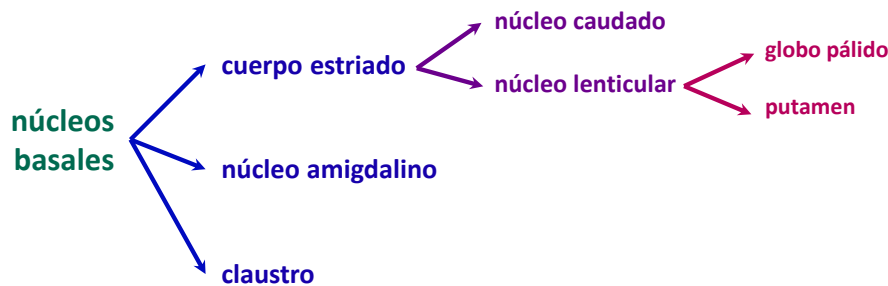 núcleos
basales
cuerpo estriado
núcleo caudado
núcleo lenticular
globo pálido
putamen
núcleo amigdalino
claustro